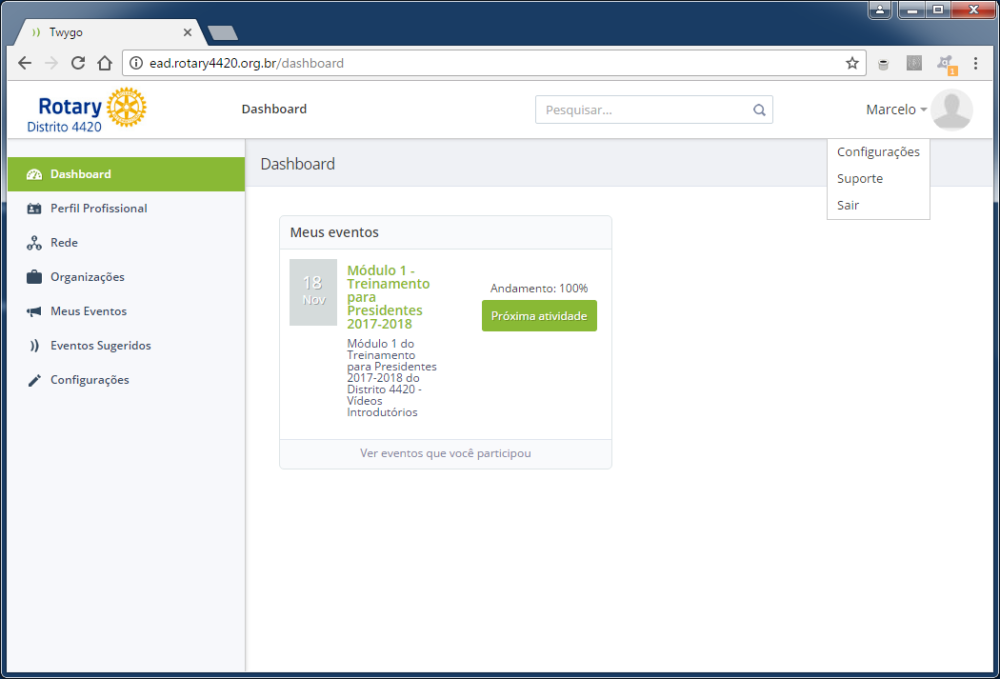 Twygo
ead.rotary4420.org.br/dashboard
1
Rotary
Distrito 4420
Dashboard
Pesquisar...
Marcelo
Configurações
Suporte
Sair
Dashboard
Perfil Profissional
Rede
Organizações
Meus Eventos
Eventos Sugeridos
Configurações
Dashboard
Meus eventos
18
Nov
Módulo 1 -
Treinamento
para
Presidentes
2017-2018
Módulo 1 do
Treinamento
para Presidentes
2017-2018 do
Distrito 4420 -
Vídeos
Introdutórios
Andamento: 100%
Próxima atividade
Ver eventos que você participou